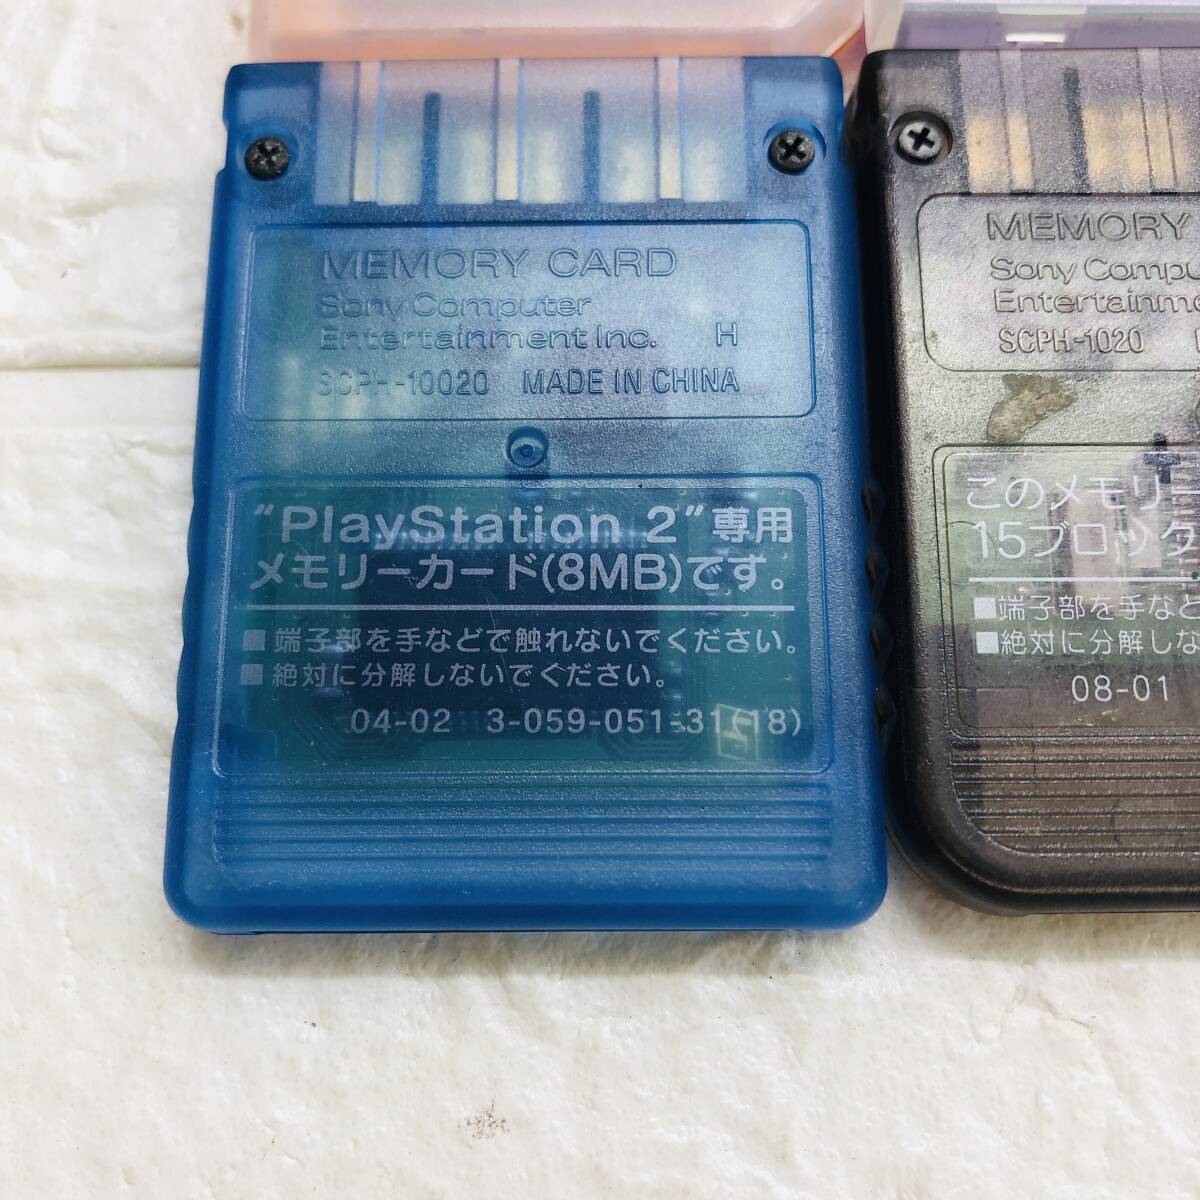 MEMORY CARD
Sony Computer
Entertainment Inc. H
SCPH-10020 MADE IN CHINA
“PlayStation 2”専用
メモリーカード(8MB)です。
■端子部を手などで触れないでください。
■絶対に分解しないでください。
04-02 3-059-051-31(18)
MEMORY
Sony Compu
Entertainm
SCPH-1020
このメモリー
15ブロック
■端子部を手など
■絶対に分解しな
08-01